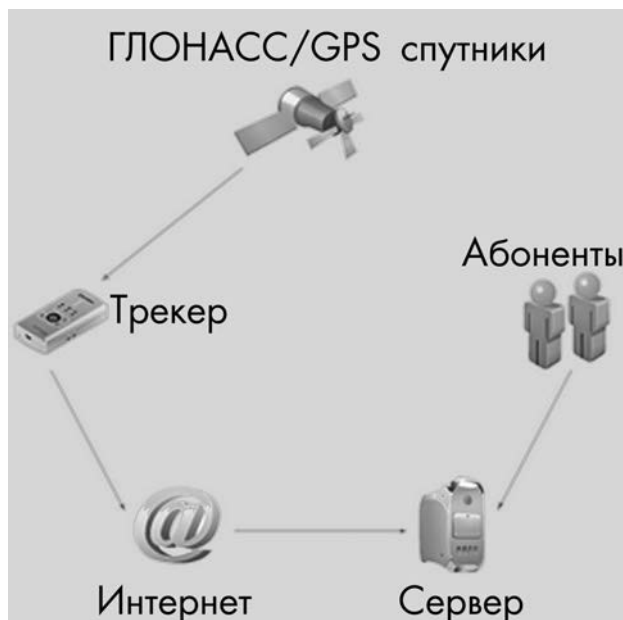 ГЛОНАСС/GPS спутники
Абоненты
Трекер
Интернет
Сервер